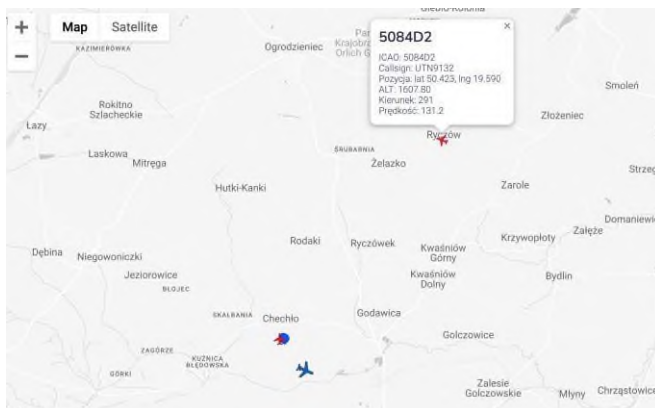 +
−
Map Satellite
×
5084D2
ICAO: 5084D2
Callsign: UTN9132
Pozycja: lat 50.423, lng 19.590
ALT: 1607.80
Kierunek: 291
Prędkość: 131.2
KAZIMIERÓWKA
Ogrodzieniec
Smoleń
Rokitno
Szlacheckie
Złożeniec
Łazy
Ryczów
Laskowa
Mitręga
ŚRUBARNIA
Żelazko
Hutki-Kanki
Zarole
Domaniewi
Rodaki
Ryczówek
Krzywopłoty
Załęże
Dębina
Niegowoniczki
Kwaśniów
Górny
Jeziorowice
Kwaśniów
Dolny
Bydlin
BŁOJEC
SKALBANIA
Chechło
Godawica
Golczowice
ZAGÓRZE
KUŹNICA
BŁĘDOWSKA
GÓRKI
Zalesie
Golczowskie
Młyny
Chrząstowice